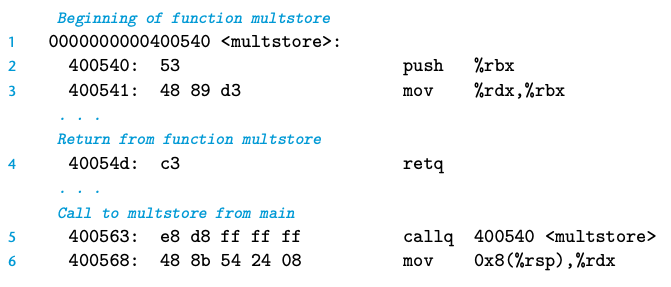 Beginning of function multstore
1 0000000000400540 <multstore>:
2 400540: 53 push %rbx
3 400541: 48 89 d3 mov %rdx,%rbx
. . .
Return from function multstore
4 40054d: c3 retq
. . .
Call to multstore from main
5 400563: e8 d8 ff ff ff callq 400540 <multstore>
6 400568: 48 8b 54 24 08 mov 0x8(%rsp),%rdx